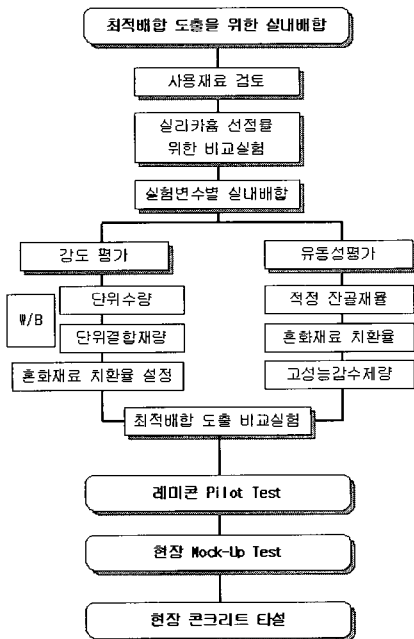 최적배합 도출을 위한 실내배합
사용재료 검토
실리카흄 선정를
위한 비교실험
실험변수별 실내배합
강도 평가
유동성평가
W/B
단위수량
단위결합재량
혼화재료 치환율 설정
적정 잔골재율
혼화재료 치환율
고성능감수제량
최적배합 도출 비교실험
레미콘 Pilot Test
현장 Mock-Up Test
현장 콘크리트 타설